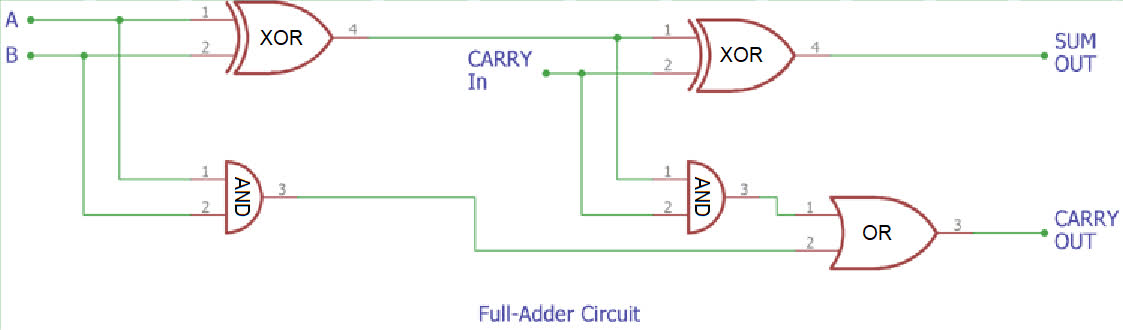 A
B
1
2
XOR
4
CARRY
In
1
2
XOR
4
SUM
OUT
1
2
AND
3
1
2
AND
3
1
2
OR
3
CARRY
OUT
Full-Adder Circuit